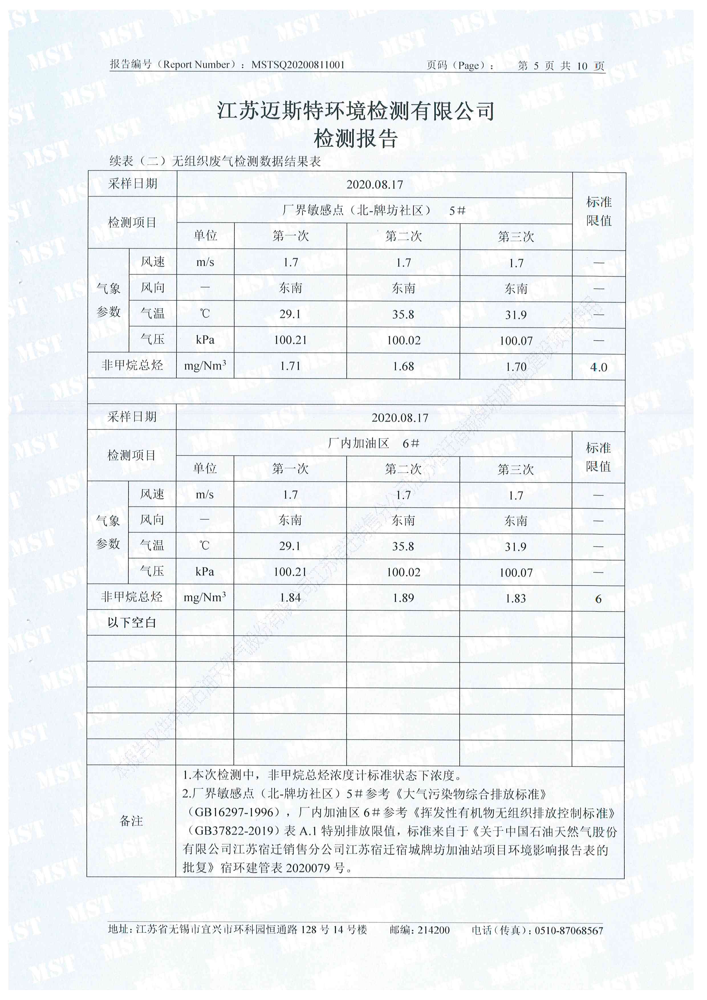 报告编号（Report Number）：MSTSQ20200811001 页码（Page）： 第 5 页 共 10 页
江苏迈斯特环境检测有限公司
检测报告
续表（二）无组织废气检测数据结果表
采样日期 2020.08.17 标准限值
检测项目 厂界敏感点（北-牌坊社区） 5＃
单位 第一次 第二次 第三次
气象参数 风速 m/s 1.7 1.7 1.7 —
风向 — 东南 东南 东南 —
气温 ℃ 29.1 35.8 31.9 —
气压 kPa 100.21 100.02 100.07 —
非甲烷总烃 mg/Nm³ 1.71 1.68 1.70 4.0
采样日期 2020.08.17
检测项目 厂内加油区 6＃ 标准限值
单位 第一次 第二次 第三次
气象参数 风速 m/s 1.7 1.7 1.7 —
风向 — 东南 东南 东南 —
气温 ℃ 29.1 35.8 31.9 —
气压 kPa 100.21 100.02 100.07 —
非甲烷总烃 mg/Nm³ 1.84 1.89 1.83 6
以下空白
备注
1.本次检测中，非甲烷总烃浓度计标准状态下浓度。
2.厂界敏感点（北-牌坊社区）5＃参考《大气污染物综合排放标准》
（GB16297-1996），厂内加油区 6＃参考《挥发性有机物无组织排放控制标准》
（GB37822-2019）表 A.1 特别排放限值，标准来自于《关于中国石油天然气股份
有限公司江苏宿迁销售分公司江苏宿迁宿城牌坊加油站项目环境影响报告表的
批复》宿环建管表 2020079 号。
地址：江苏省无锡市宜兴市环科园恒通路 128 号 14 号楼 邮编：214200 电话（传真）：0510-87068567